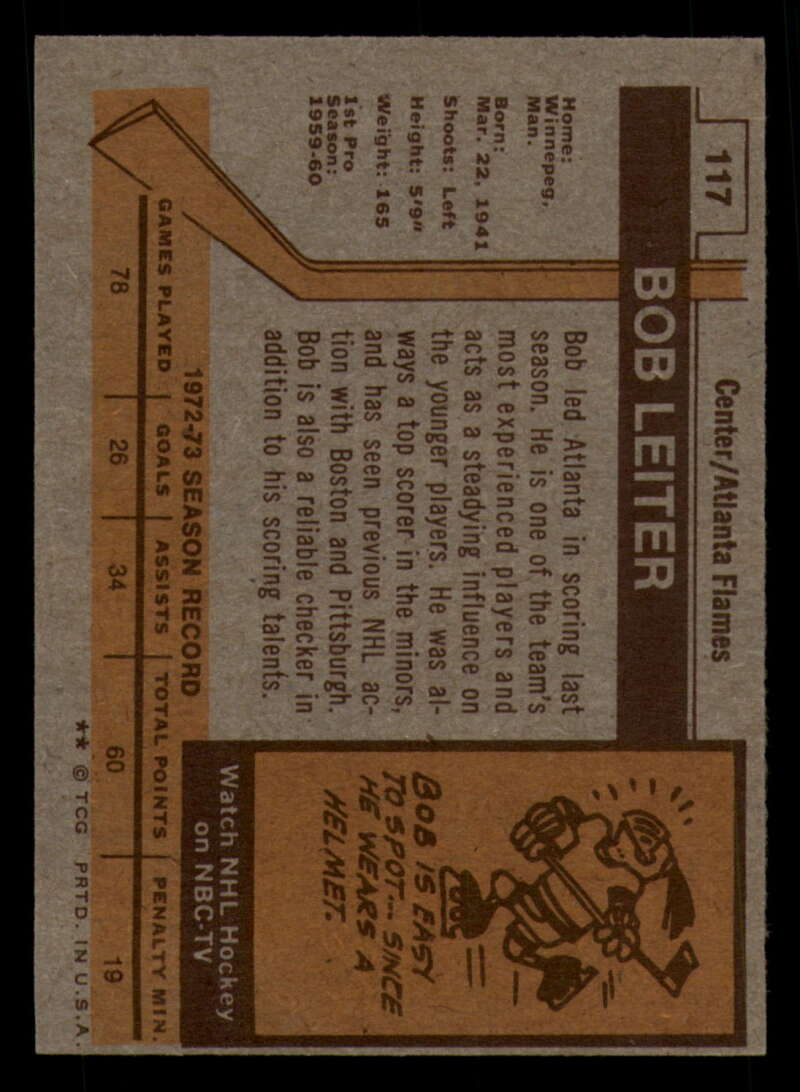 117
Center/Atlanta Flames
BOB LEITER
Home:
Winnepeg,
Man.
Born:
Mar. 22, 1941
Shoots: Left
Height: 5'9"
Weight: 165
1st Pro
Season:
1959-60
Bob led Atlanta in scoring last
season. He is one of the team's
most experienced players and
acts as a steadying influence on
the younger players. He was al-
ways a top scorer in the minors,
and has seen previous NHL ac-
tion with Boston and Pittsburgh.
Bob is also a reliable checker in
addition to his scoring talents.
BOB IS EASY
TO SPOT... SINCE
HE WEARS A
HELMET.
Watch NHL Hockey
on NBC-TV
1972-73 SEASON RECORD
GAMES PLAYED GOALS ASSISTS TOTAL POINTS PENALTY MIN.
78 26 34 60 19
** © TCG PRTD. IN U.S.A.